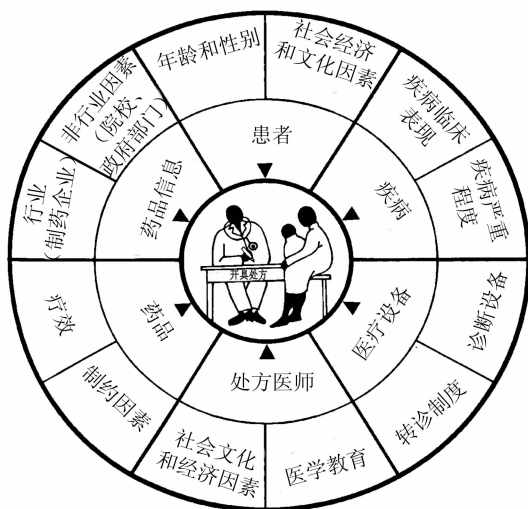 年龄和性别
社会经济
和文化因素
疾病临床
表现
疾病严重
程度
诊断设备
转诊制度
医学教育
社会文化
和经济因素
制约因素
疗效
行业
(制药企业)
非行业因素
(院校、
政府部门)
患者
疾病
医疗设备
处方医师
药品
药品信息
开具处方